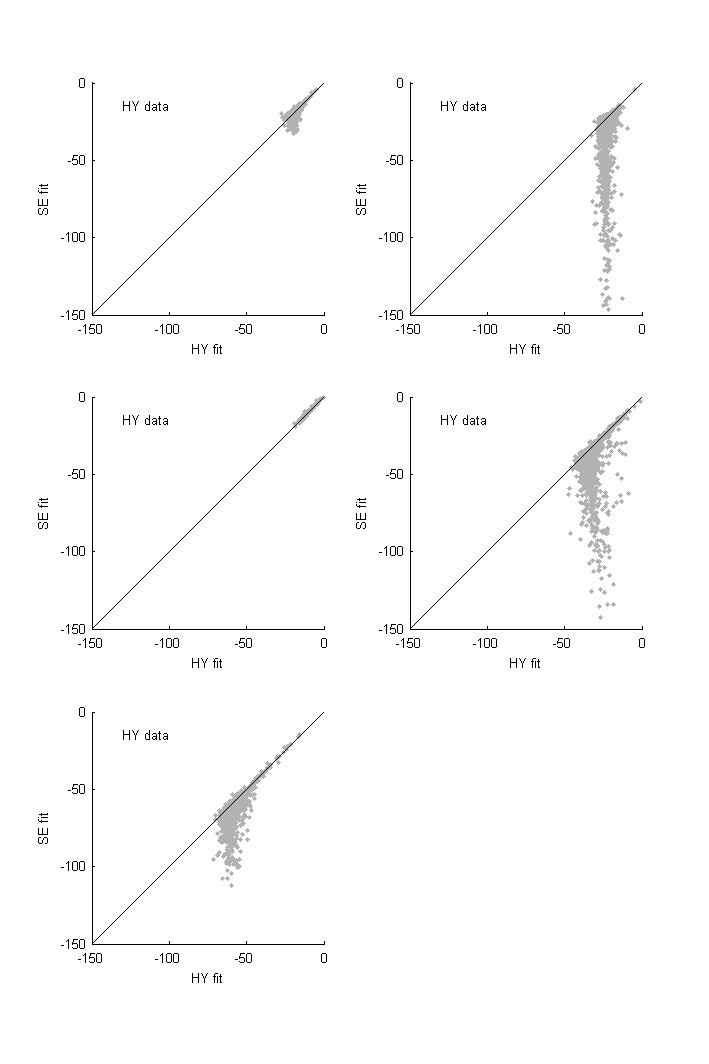 0 0
HY data HY data
-50 -50
SE fit SE fit
-100 -100
-150 -150
-150 -100 -50 0 -150 -100 -50 0
HY fit HY fit
0 0
HY data HY data
-50 -50
SE fit SE fit
-100 -100
-150 -150
-150 -100 -50 0 -150 -100 -50 0
HY fit HY fit
0
HY data
-50
SE fit
-100
-150
-150 -100 -50 0
HY fit